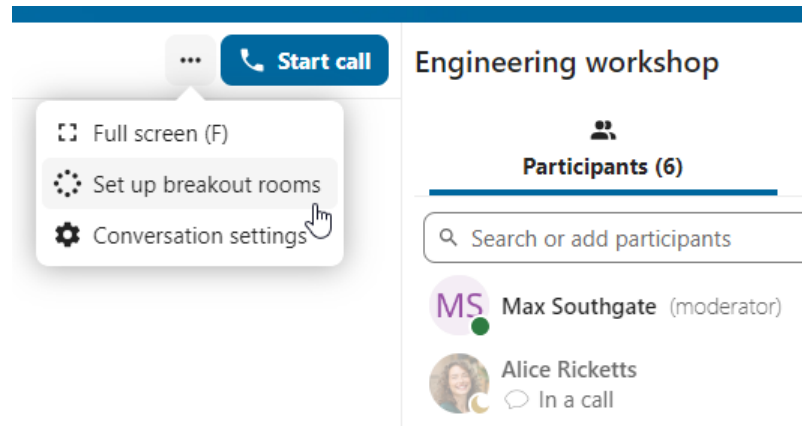 Start call
Full screen (F)
Set up breakout rooms
Conversation settings
Engineering workshop
Participants (6)
Search or add participants
MS Max Southgate (moderator)
Alice Ricketts
In a call